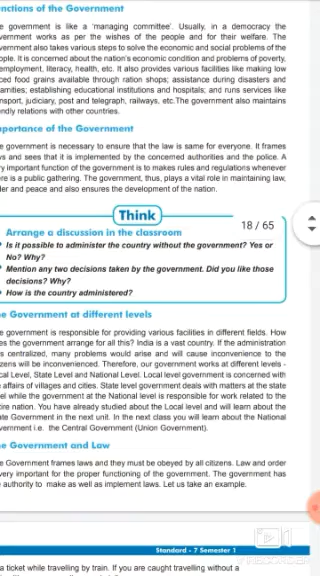 nctions of the Government
e government is like a 'managing committee'. Usually, in a democracy the
vernment works as per the wishes of the people and for their welfare. The
vernment also takes various steps to solve the economic and social problems of the
ople. It is concerned about the nation's economic condition and problems of poverty,
employment, literacy, health, etc. It also provides various facilities like making low
ced food grains available through ration shops; assistance during disasters and
amities; establishing educational institutions and hospitals; and runs services like
nsport, judiciary, post and telegraph, railways, etc.The government also maintains
ndly relations with other countries.
portance of the Government
e government is necessary to ensure that the law is same for everyone. It frames
vs and sees that it is implemented by the concerned authorities and the police. A
ry important function of the government is to makes rules and regulations whenever
ere is a public gathering. The government, thus, plays a vital role in maintaining law,
der and peace and also ensures the development of the nation.
Think
18 / 65
Arrange a discussion in the classroom
Is it possible to administer the country without the government? Yes or
No? Why?
Mention any two decisions taken by the government. Did you like those
decisions? Why?
How is the country administered?
e Government at different levels
e government is responsible for providing various facilities in different fields. How
es the government arrange for all this? India is a vast country. If the administration
s centralized, many problems would arise and will cause inconvenience to the
zens will be inconvenienced. Therefore, our government works at different levels -
cal Level, State Level and National Level. Local level government is concerned with
affairs of villages and cities. State level government deals with matters at the state
el while the government at the National level is responsible for work related to the
tire nation. You have already studied about the Local level and will learn about the
ate Government in the next unit. In the next class you will learn about the National
vernment i.e. the Central Government (Union Government).
e Government and Law
e Government frames laws and they must be obeyed by all citizens. Law and order
very important for the proper functioning of the government. The government has
authority to make as well as implement laws. Let us take an example.
Standard - 7 Semester 1
a ticket while travelling by train. If you are caught travelling without a